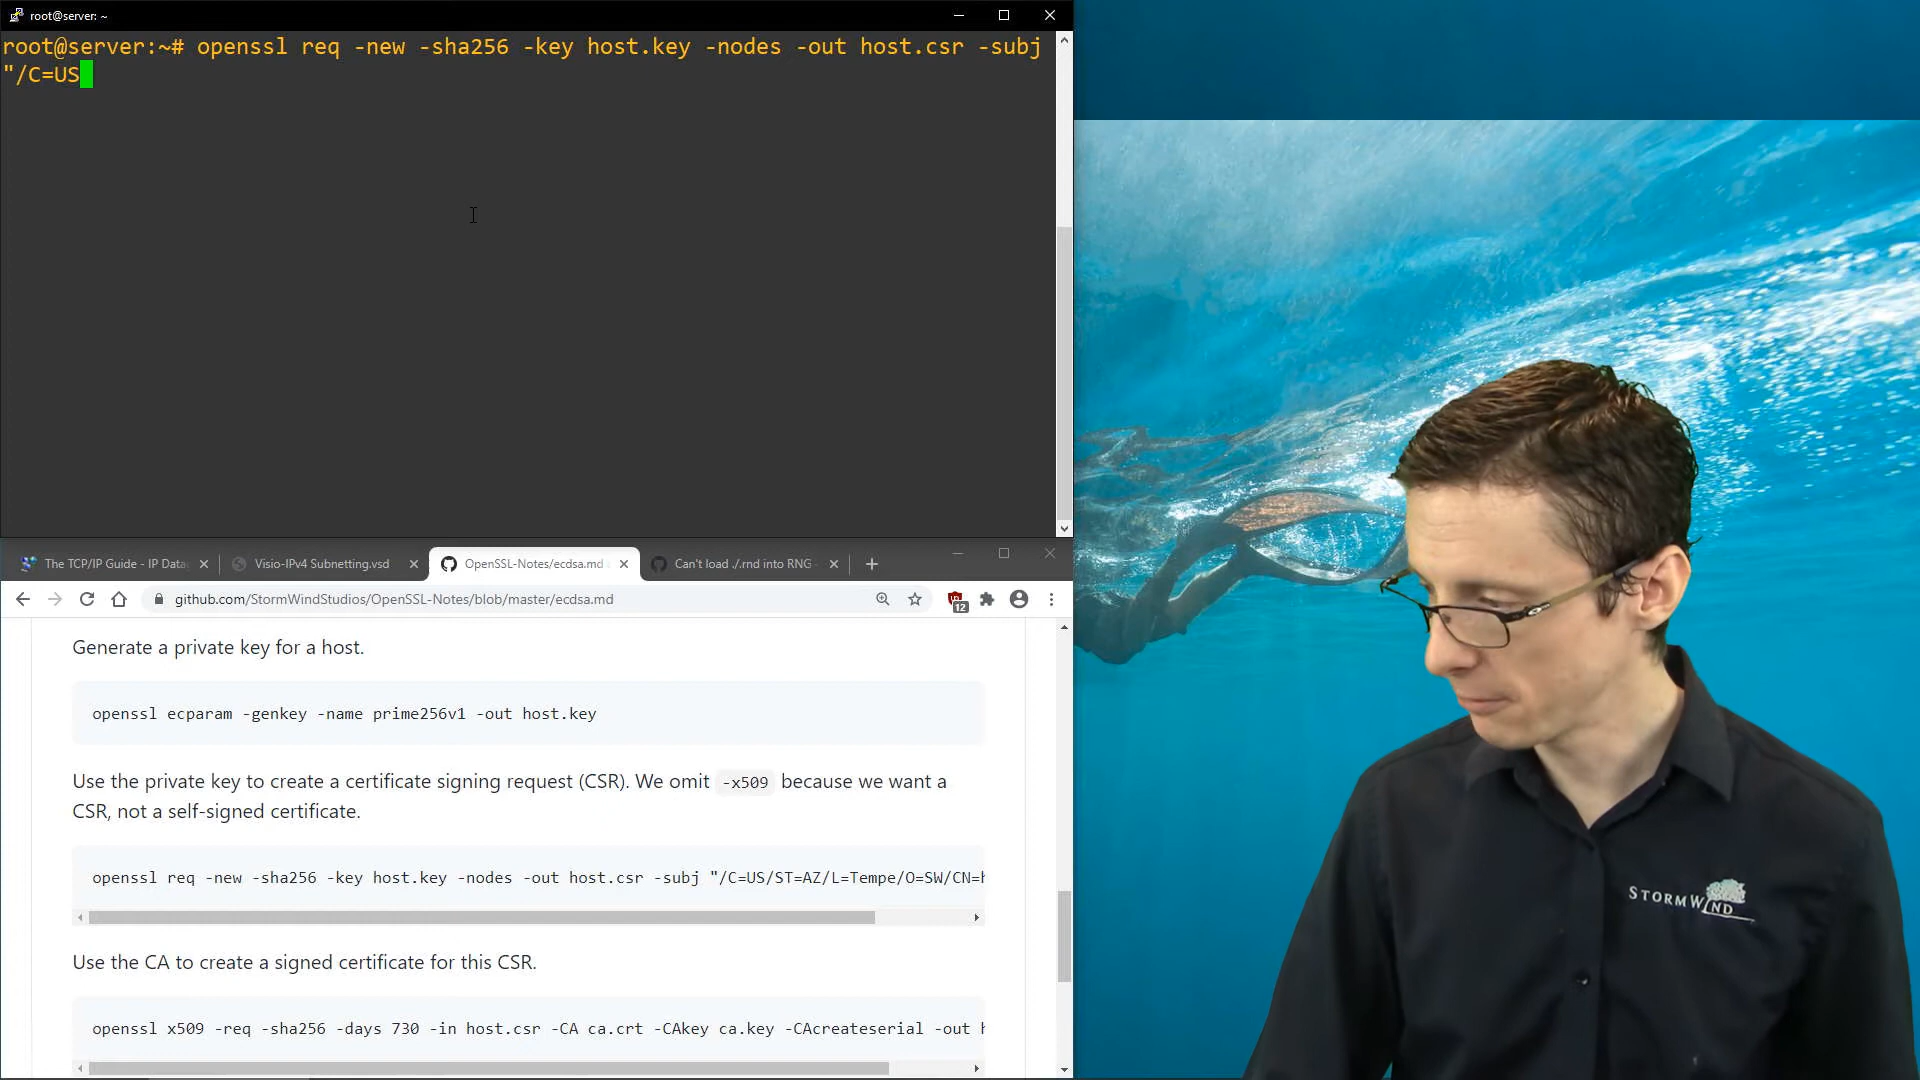 root@server: ~
root@server:~# openssl req -new -sha256 -key host.key -nodes -out host.csr -subj
"/C=US
The TCP/IP Guide - IP Data
Visio-IPv4 Subnetting.vsd
OpenSSL-Notes/ecdsa.md
Can't load ./.rnd into RNG
github.com/StormWindStudios/OpenSSL-Notes/blob/master/ecdsa.md
12
Generate a private key for a host.
openssl ecparam -genkey -name prime256v1 -out host.key
Use the private key to create a certificate signing request (CSR). We omit -x509 because we want a
CSR, not a self-signed certificate.
openssl req -new -sha256 -key host.key -nodes -out host.csr -subj "/C=US/ST=AZ/L=Tempe/O=SW/CN=h
Use the CA to create a signed certificate for this CSR.
openssl x509 -req -sha256 -days 730 -in host.csr -CA ca.crt -CAkey ca.key -CAcreateserial -out h
STORMWIND